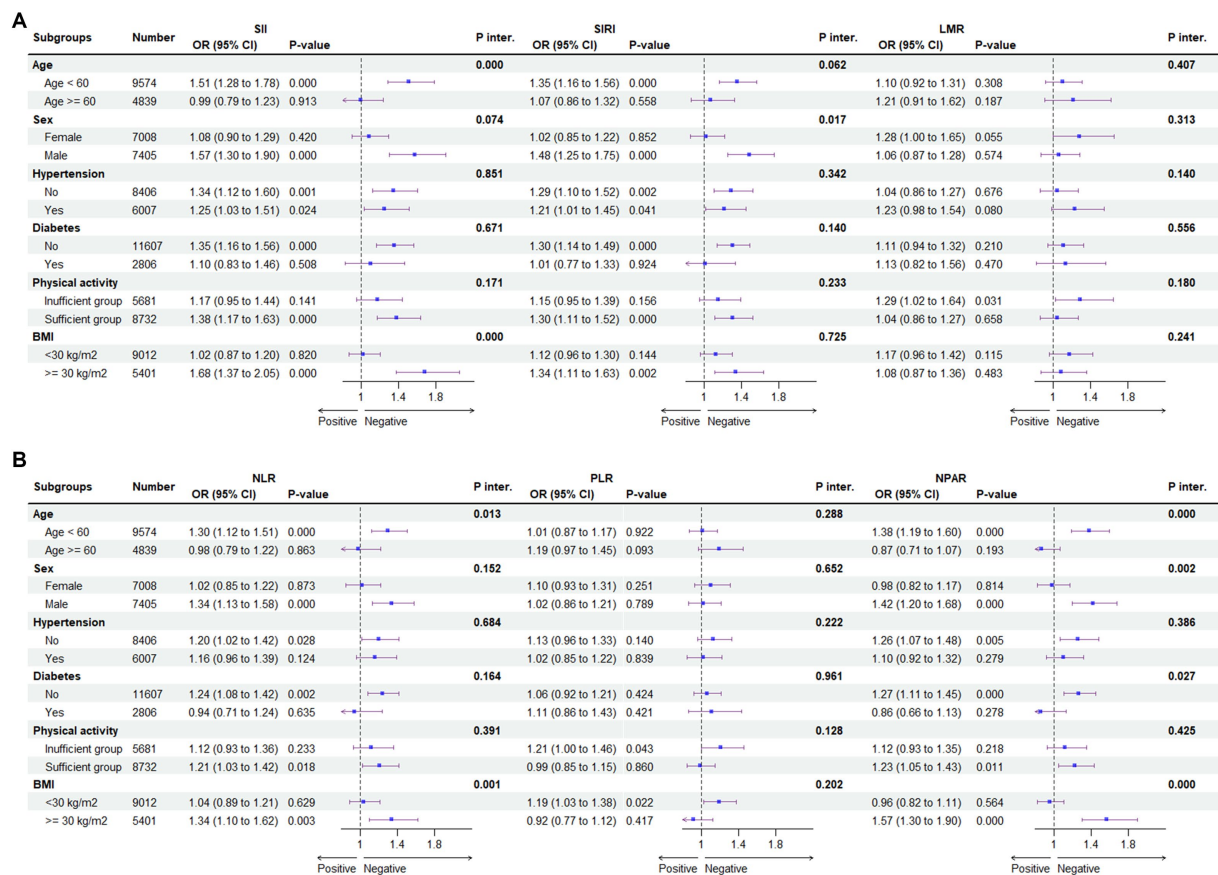 A
SII SIRI LMR
Subgroups Number OR (95% CI) P-value P inter. OR (95% CI) P-value P inter. OR (95% CI) P-value P inter.
Age 0.000 0.062 0.407
Age < 60 9574 1.51 (1.28 to 1.78) 0.000 1.35 (1.16 to 1.56) 0.000 1.10 (0.92 to 1.31) 0.308
Age >= 60 4839 0.99 (0.79 to 1.23) 0.913 1.07 (0.86 to 1.32) 0.558 1.21 (0.91 to 1.62) 0.187
Sex 0.074 0.017 0.313
Female 7008 1.08 (0.90 to 1.29) 0.420 1.02 (0.85 to 1.22) 0.852 1.28 (1.00 to 1.65) 0.055
Male 7405 1.57 (1.30 to 1.90) 0.000 1.48 (1.25 to 1.75) 0.000 1.06 (0.87 to 1.28) 0.574
Hypertension 0.851 0.342 0.140
No 8406 1.34 (1.12 to 1.60) 0.001 1.29 (1.10 to 1.52) 0.002 1.04 (0.86 to 1.27) 0.676
Yes 6007 1.25 (1.03 to 1.51) 0.024 1.21 (1.01 to 1.45) 0.041 1.23 (0.98 to 1.54) 0.080
Diabetes 0.671 0.140 0.556
No 11607 1.35 (1.16 to 1.56) 0.000 1.30 (1.14 to 1.49) 0.000 1.11 (0.94 to 1.32) 0.210
Yes 2806 1.10 (0.83 to 1.46) 0.508 1.01 (0.77 to 1.33) 0.924 1.13 (0.82 to 1.56) 0.470
Physical activity 0.171 0.233 0.180
Inufficient group 5681 1.17 (0.95 to 1.44) 0.141 1.15 (0.95 to 1.39) 0.156 1.29 (1.02 to 1.64) 0.031
Sufficient group 8732 1.38 (1.17 to 1.63) 0.000 1.30 (1.11 to 1.52) 0.000 1.04 (0.86 to 1.27) 0.658
BMI 0.000 0.725 0.241
<30 kg/m2 9012 1.02 (0.87 to 1.20) 0.820 1.12 (0.96 to 1.30) 0.144 1.17 (0.96 to 1.42) 0.115
>= 30 kg/m2 5401 1.68 (1.37 to 2.05) 0.000 1.34 (1.11 to 1.63) 0.002 1.08 (0.87 to 1.36) 0.483
1 1.4 1.8 1 1.4 1.8 1 1.4 1.8
Positive Negative Positive Negative Positive Negative
B
NLR PLR NPAR
Subgroups Number OR (95% CI) P-value P inter. OR (95% CI) P-value P inter. OR (95% CI) P-value P inter.
Age 0.013 0.288 0.000
Age < 60 9574 1.30 (1.12 to 1.51) 0.000 1.01 (0.87 to 1.17) 0.922 1.38 (1.19 to 1.60) 0.000
Age >= 60 4839 0.98 (0.79 to 1.22) 0.863 1.19 (0.97 to 1.45) 0.093 0.87 (0.71 to 1.07) 0.193
Sex 0.152 0.652 0.002
Female 7008 1.02 (0.85 to 1.22) 0.873 1.10 (0.93 to 1.31) 0.251 0.98 (0.82 to 1.17) 0.814
Male 7405 1.34 (1.13 to 1.58) 0.000 1.02 (0.86 to 1.21) 0.789 1.42 (1.20 to 1.68) 0.000
Hypertension 0.684 0.222 0.386
No 8406 1.20 (1.02 to 1.42) 0.028 1.13 (0.96 to 1.33) 0.140 1.26 (1.07 to 1.48) 0.005
Yes 6007 1.16 (0.96 to 1.39) 0.124 1.02 (0.85 to 1.22) 0.839 1.10 (0.92 to 1.32) 0.279
Diabetes 0.164 0.961 0.027
No 11607 1.24 (1.08 to 1.42) 0.002 1.06 (0.92 to 1.21) 0.424 1.27 (1.11 to 1.45) 0.000
Yes 2806 0.94 (0.71 to 1.24) 0.635 1.11 (0.86 to 1.43) 0.421 0.86 (0.66 to 1.13) 0.278
Physical activity 0.391 0.128 0.425
Inufficient group 5681 1.12 (0.93 to 1.36) 0.233 1.21 (1.00 to 1.46) 0.043 1.12 (0.93 to 1.35) 0.218
Sufficient group 8732 1.21 (1.03 to 1.42) 0.018 0.99 (0.85 to 1.15) 0.860 1.23 (1.05 to 1.43) 0.011
BMI 0.001 0.202 0.000
<30 kg/m2 9012 1.04 (0.89 to 1.21) 0.629 1.19 (1.03 to 1.38) 0.022 0.96 (0.82 to 1.11) 0.564
>= 30 kg/m2 5401 1.34 (1.10 to 1.62) 0.003 0.92 (0.77 to 1.12) 0.417 1.57 (1.30 to 1.90) 0.000
1 1.4 1.8 1 1.4 1.8 1 1.4 1.8
Positive Negative Positive Negative Positive Negative